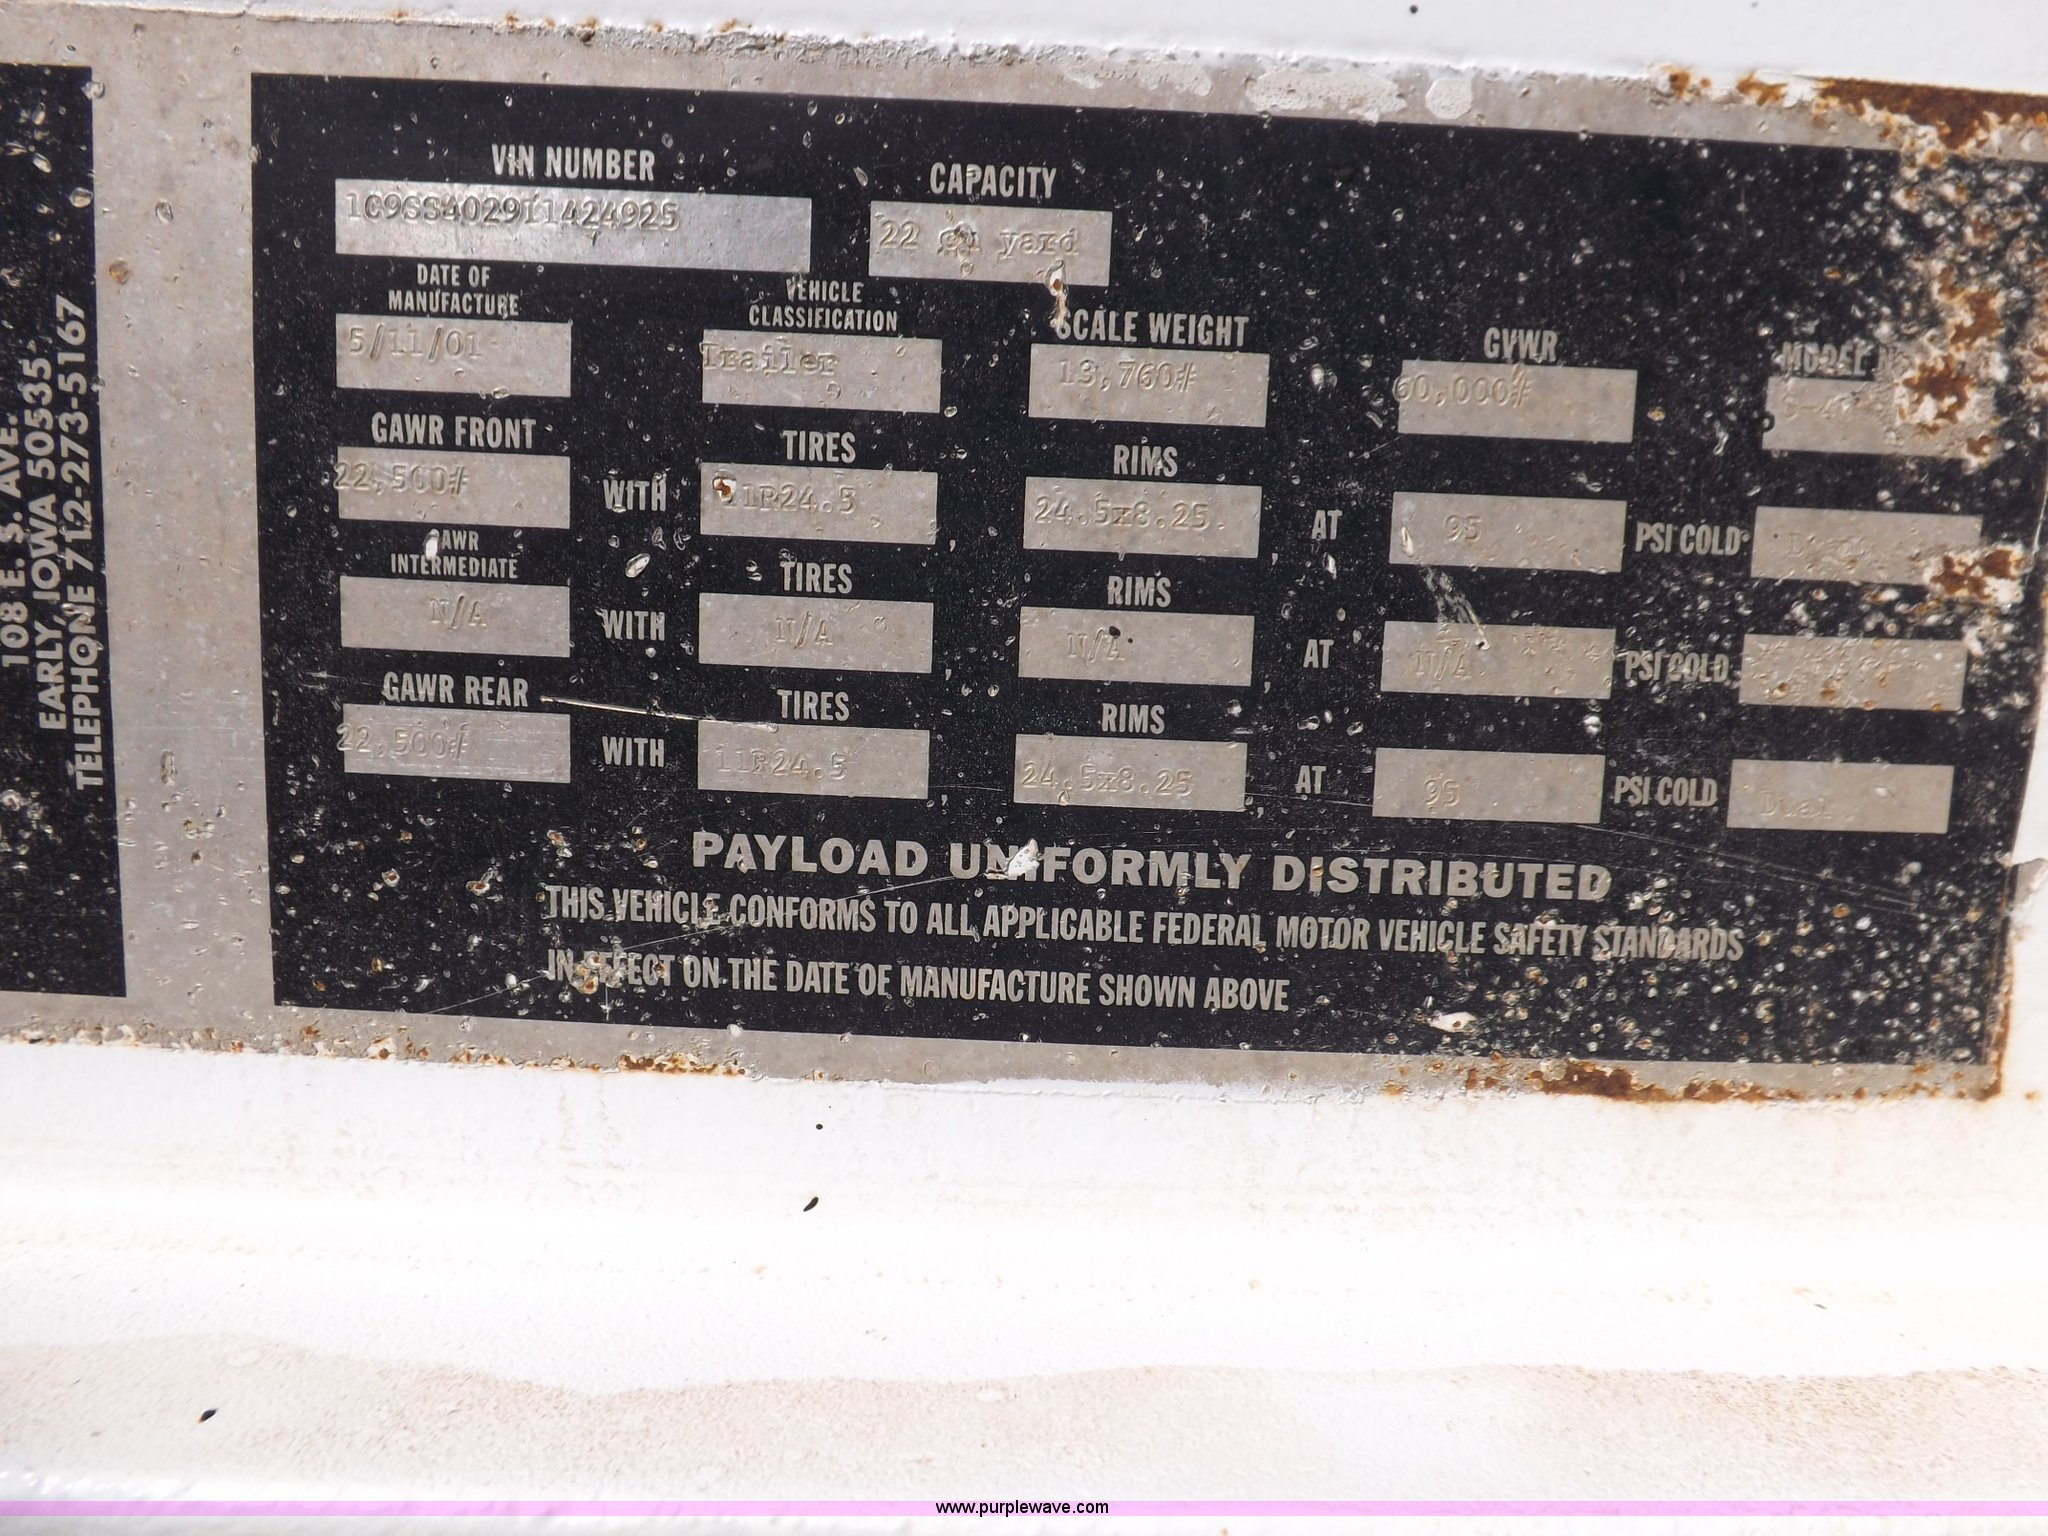 108 E. S. AVE.
EARLY, IOWA 50535
TELEPHONE 712-273-5167
VIN NUMBER CAPACITY
1C9SS402911424925 22 cu yard
DATE OF MANUFACTURE VEHICLE CLASSIFICATION SCALE WEIGHT GVWR MODEL
5/11/01 Trailer 13,760# 60,000#
GAWR FRONT TIRES RIMS
22,500# WITH 11R24.5 24.5x8.25 AT 95 PSI COLD
GAWR INTERMEDIATE TIRES RIMS
N/A WITH N/A N/A AT N/A PSI COLD
GAWR REAR TIRES RIMS
22,500# WITH 11R24.5 24.5x8.25 AT 95 PSI COLD Dual
PAYLOAD UNIFORMLY DISTRIBUTED
THIS VEHICLE CONFORMS TO ALL APPLICABLE FEDERAL MOTOR VEHICLE SAFETY STANDARDS
IN EFFECT ON THE DATE OF MANUFACTURE SHOWN ABOVE
www.purplewave.com